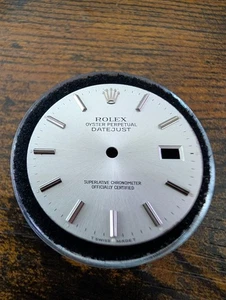 ROLEX
OYSTER PERPETUAL
DATEJUST
SUPERLATIVE CHRONOMETER
OFFICIALLY CERTIFIED